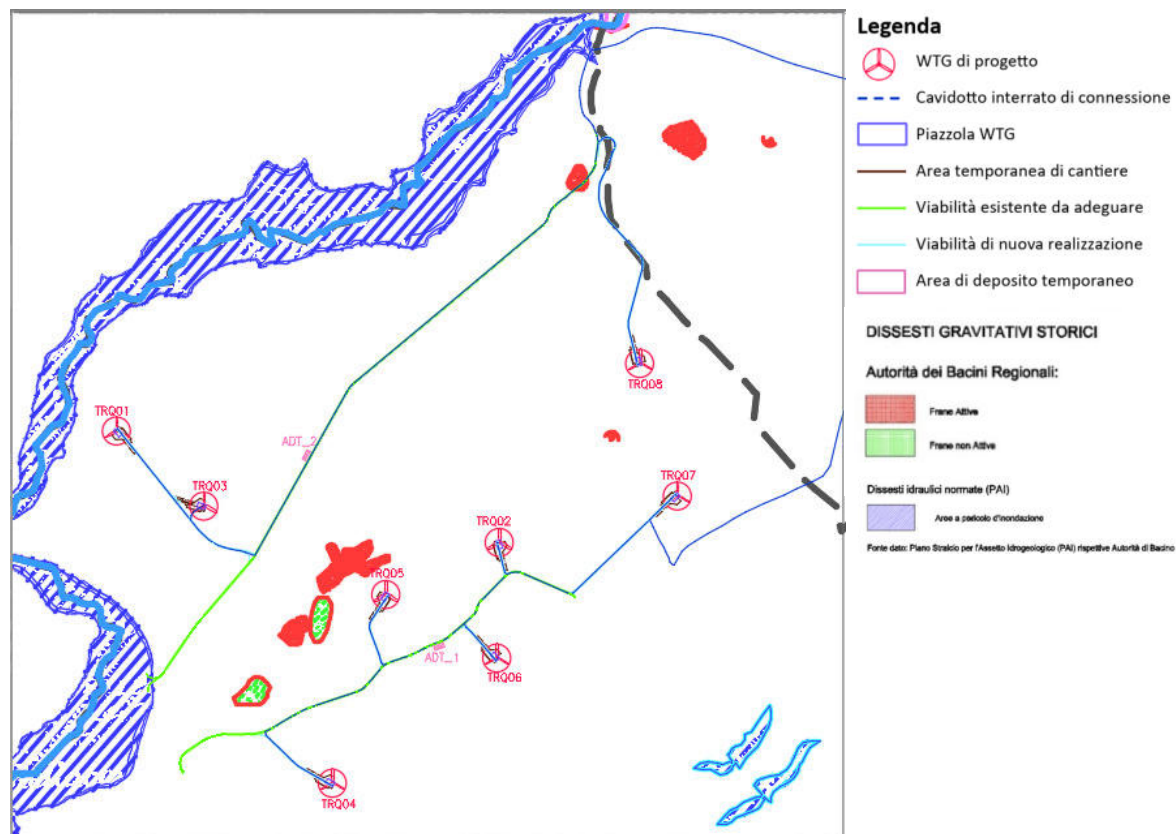 TRQ01
ADT_2
TRQ03
TRQ08
TRQ07
TRQ02
TRQ05
ADT_1
TRQ06
TRQ04
Legenda
WTG di progetto
Cavidotto interrato di connessione
Piazzola WTG
Area temporanea di cantiere
Viabilità esistente da adeguare
Viabilità di nuova realizzazione
Area di deposito temporaneo
DISSESTI GRAVITATIVI STORICI
Autorità dei Bacini Regionali:
Frane Attive
Frane non Attive
Dissesti idraulici normate (PAI)
Aree a pericolo d'inondazione
Fonte dato: Piano Stralcio per l'Assetto Idrogeologico (PAI) rispettive Autorità di Bacino